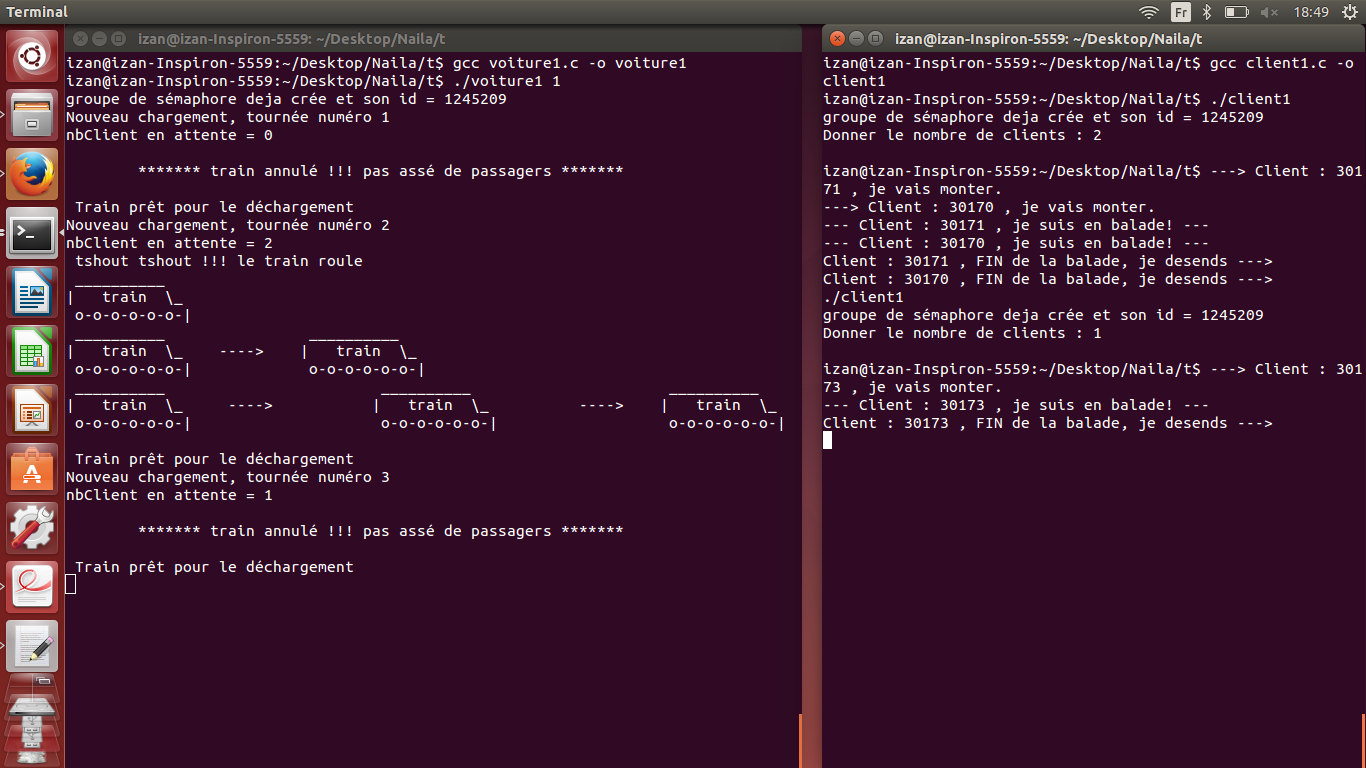 Terminal
Fr
18:49
izan@izan-Inspiron-5559: ~/Desktop/Naila/t
izan@izan-Inspiron-5559:~/Desktop/Naila/t$ gcc voiture1.c -o voiture1
izan@izan-Inspiron-5559:~/Desktop/Naila/t$ ./voiture1 1
groupe de sémaphore deja crée et son id = 1245209
Nouveau chargement, tournée numéro 1
nbClient en attente = 0
******* train annulé !!! pas assé de passagers *******
Train prêt pour le déchargement
Nouveau chargement, tournée numéro 2
nbClient en attente = 2
tshout tshout !!! le train roule
__________
|   train  \_
o-o-o-o-o-o-|
__________                __________
|   train  \_    ---->    |   train  \_
o-o-o-o-o-o-|             o-o-o-o-o-o-|
__________                        __________                      __________
|   train  \_     ---->           |   train  \_          ---->    |   train  \_
o-o-o-o-o-o-|                     o-o-o-o-o-o-|                   o-o-o-o-o-o-|
Train prêt pour le déchargement
Nouveau chargement, tournée numéro 3
nbClient en attente = 1
******* train annulé !!! pas assé de passagers *******
Train prêt pour le déchargement
izan@izan-Inspiron-5559: ~/Desktop/Naila/t
izan@izan-Inspiron-5559:~/Desktop/Naila/t$ gcc client1.c -o
client1
izan@izan-Inspiron-5559:~/Desktop/Naila/t$ ./client1
groupe de sémaphore deja crée et son id = 1245209
Donner le nombre de clients : 2
izan@izan-Inspiron-5559:~/Desktop/Naila/t$ ---> Client : 301
71 , je vais monter.
---> Client : 30170 , je vais monter.
--- Client : 30171 , je suis en balade! ---
--- Client : 30170 , je suis en balade! ---
Client : 30171 , FIN de la balade, je desends --->
Client : 30170 , FIN de la balade, je desends --->
./client1
groupe de sémaphore deja crée et son id = 1245209
Donner le nombre de clients : 1
izan@izan-Inspiron-5559:~/Desktop/Naila/t$ ---> Client : 301
73 , je vais monter.
--- Client : 30173 , je suis en balade! ---
Client : 30173 , FIN de la balade, je desends --->